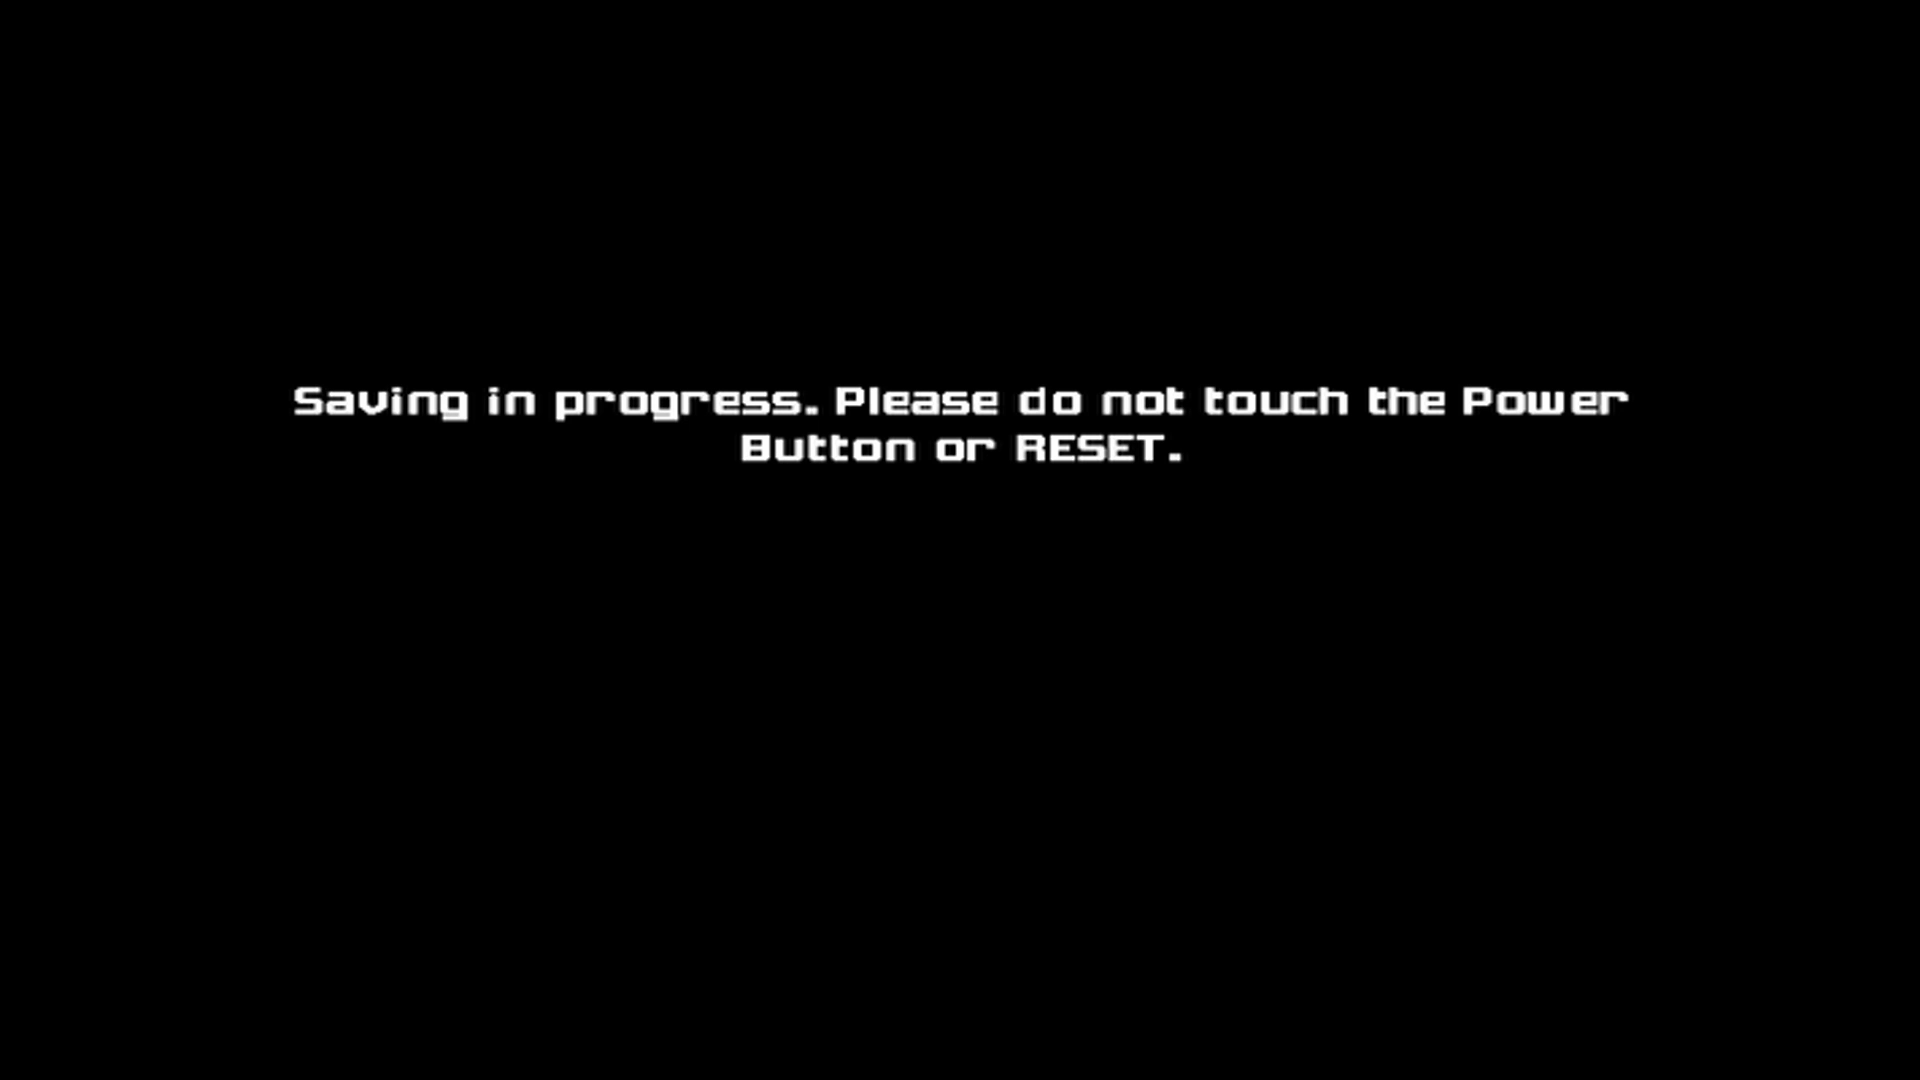 Saving in progress. Please do not touch the Power
Button or RESET.